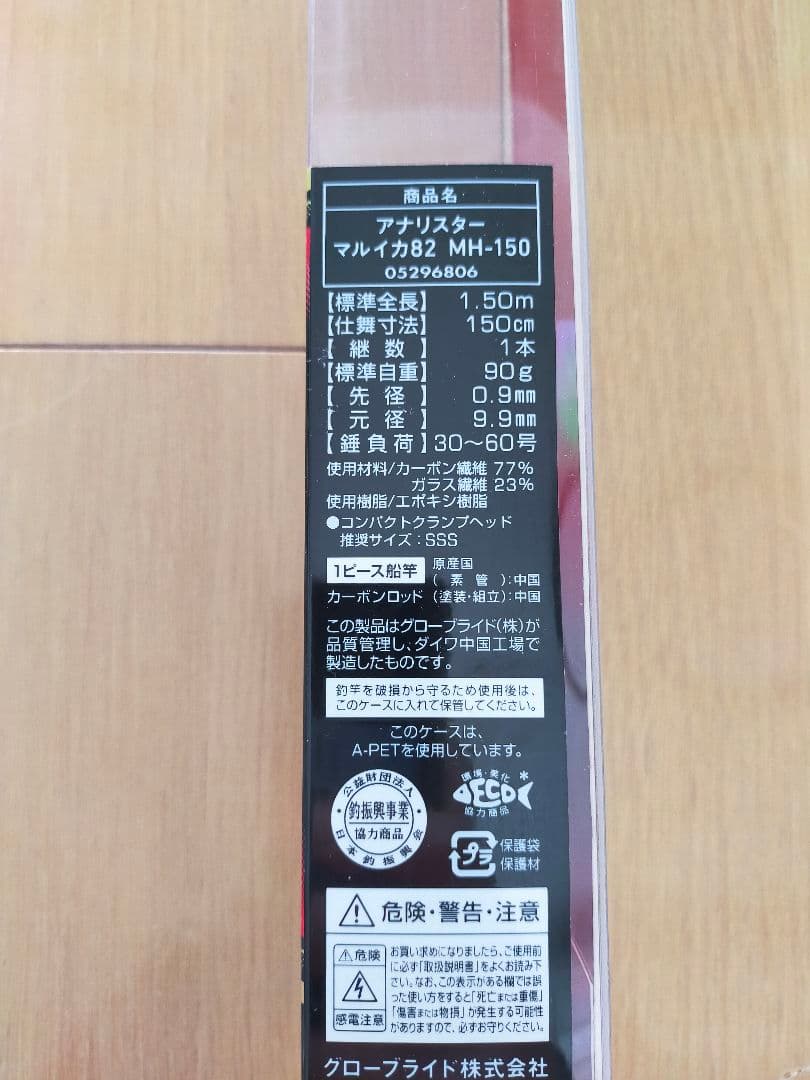 商品名
アナリスター
マルイカ82 MH-150
05296806
【標準全長】 1.50m
【仕舞寸法】 150cm
【継数】 1本
【標準自重】 90g
【先径】 0.9mm
【元径】 9.9mm
【錘負荷】 30〜60号
使用材料/カーボン繊維 77%
ガラス繊維 23%
使用樹脂/エポキシ樹脂
●コンパクトクランプヘッド
推奨サイズ:SSS
1ピース船竿 原産国
(素管):中国
カーボンロッド (塗装・組立):中国
この製品はグローブライド(株)が
品質管理し、ダイワ中国工場で
製造したものです。
釣竿を破損から守るため使用後は、
このケースに入れて保管してください。
このケースは、
A-PETを使用しています。
公益財団法人
釣振興事業
協力商品
日本釣振興会
環境・美化
ECO
協力商品
プラ
保護袋
保護材
危険・警告・注意
危険
感電注意
お買い求めになりましたら、ご使用前
に必ず「取扱説明書」をよくお読み下
さい。なお、この表示がある欄では誤
った使い方をすると「死亡または重傷」
「傷害または物損」が発生する可能性
がありますので、必ずお守りください。
グローブライド株式会社